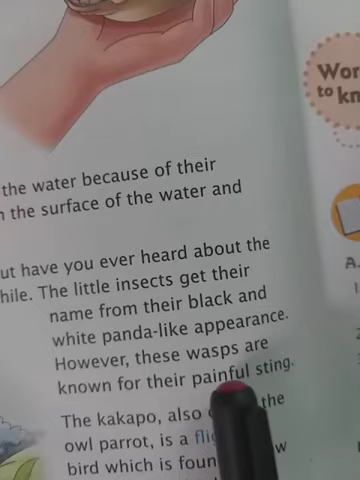 Wor
to kn
the water because of their
the surface of the water and
ut have you ever heard about the
hile. The little insects get their
name from their black and
white panda-like appearance.
However, these wasps are
known for their painful sting.
A.
The kakapo, also the
owl parrot, is a
bird which is foun w